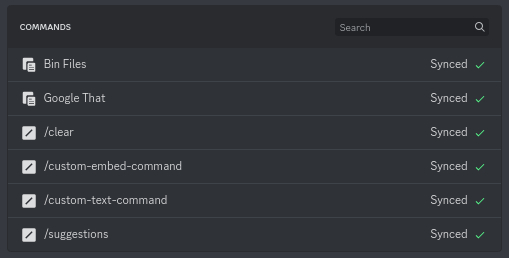 COMMANDS Search
Bin Files Synced
Google That Synced
/clear Synced
/custom-embed-command Synced
/custom-text-command Synced
/suggestions Synced